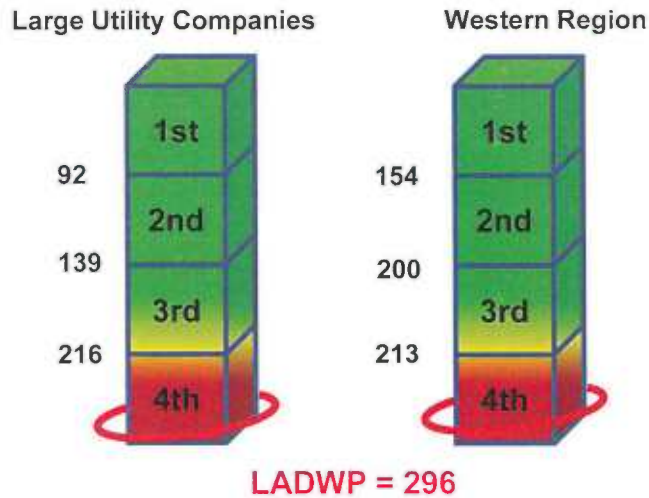 Large Utility Companies
Western Region
1st
92
2nd
139
3rd
216
4th
1st
154
2nd
200
3rd
213
4th
LADWP = 296